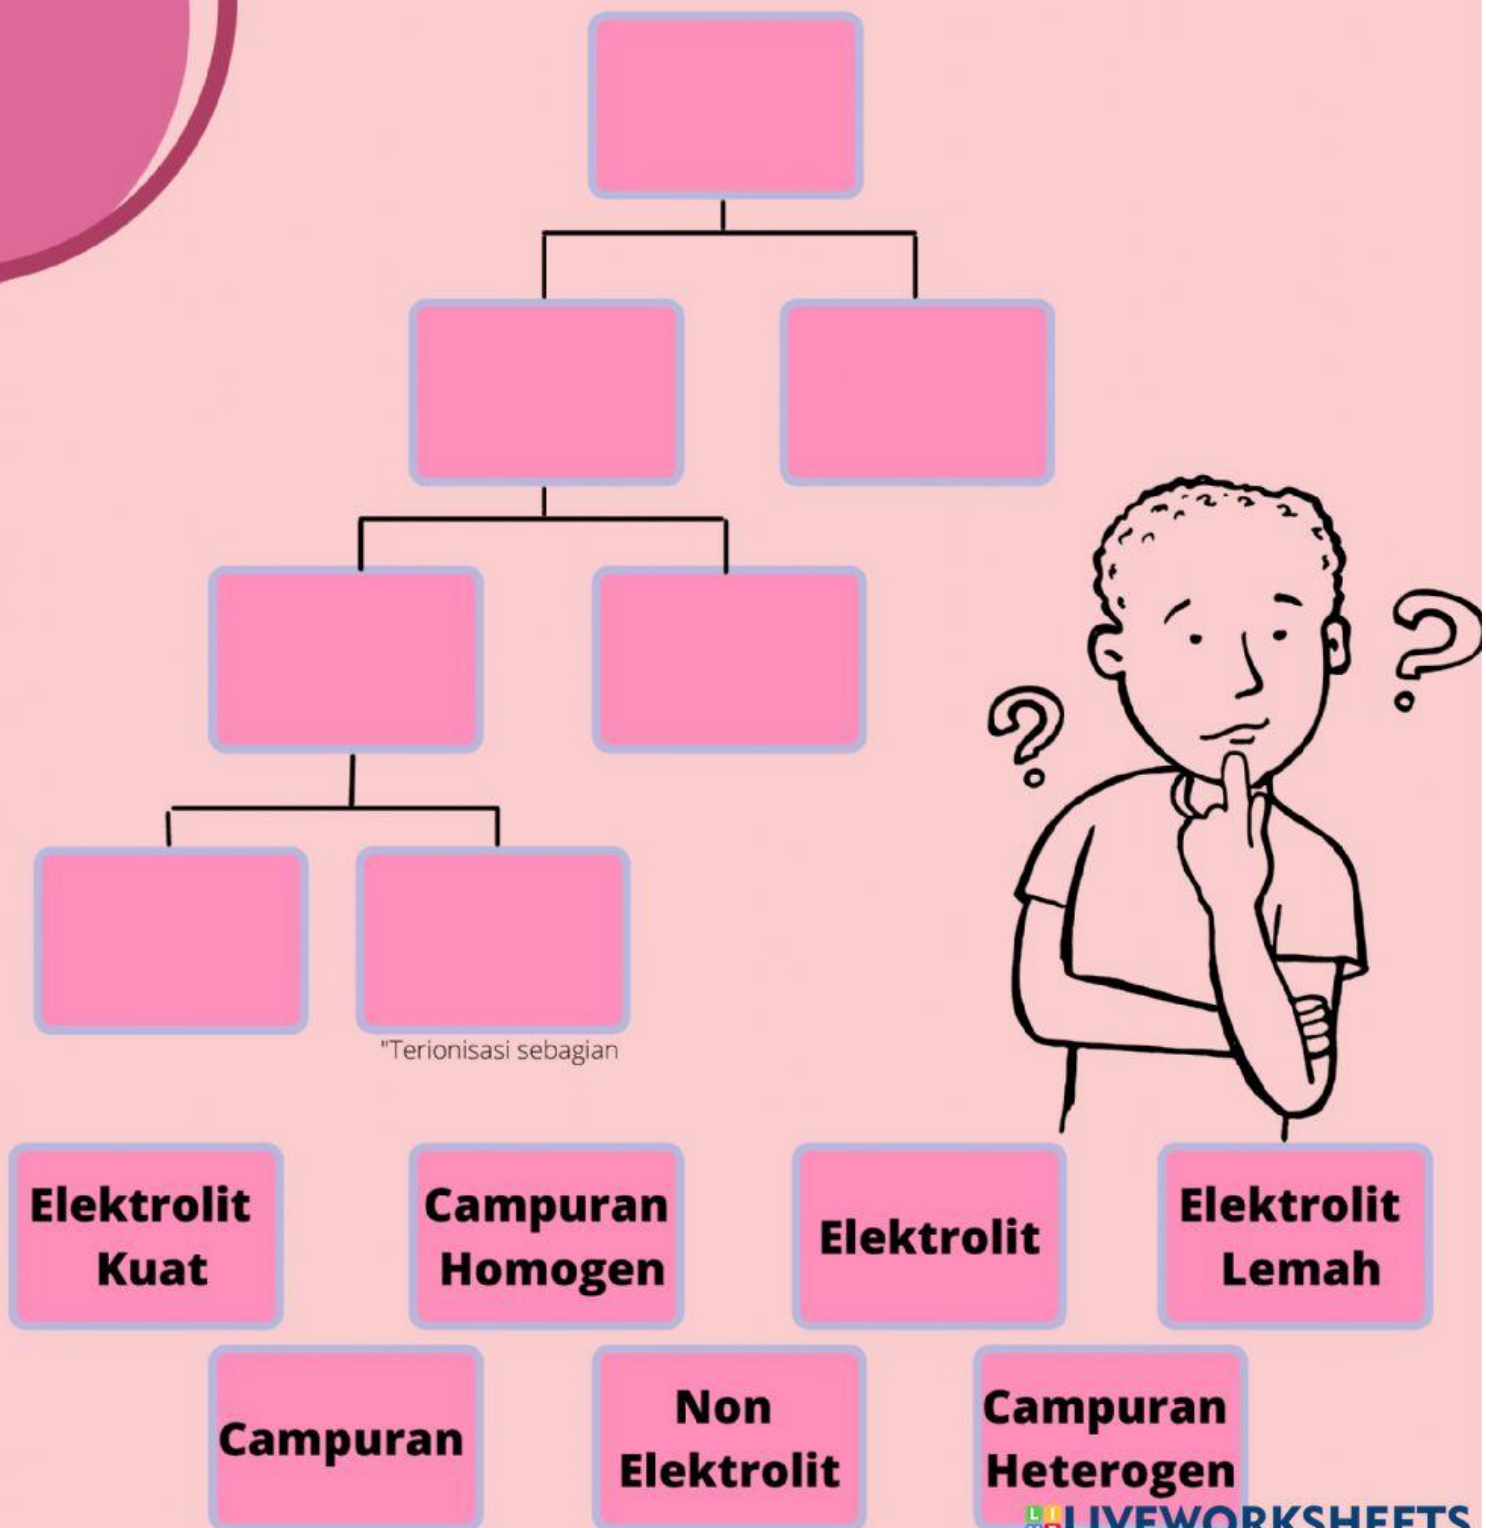 "Terionisasi sebagian
Elektrolit
Kuat
Campuran
Homogen
Elektrolit
Elektrolit
Lemah
Campuran
Non
Elektrolit
Campuran
Heterogen
LIVEWORKSHEETS